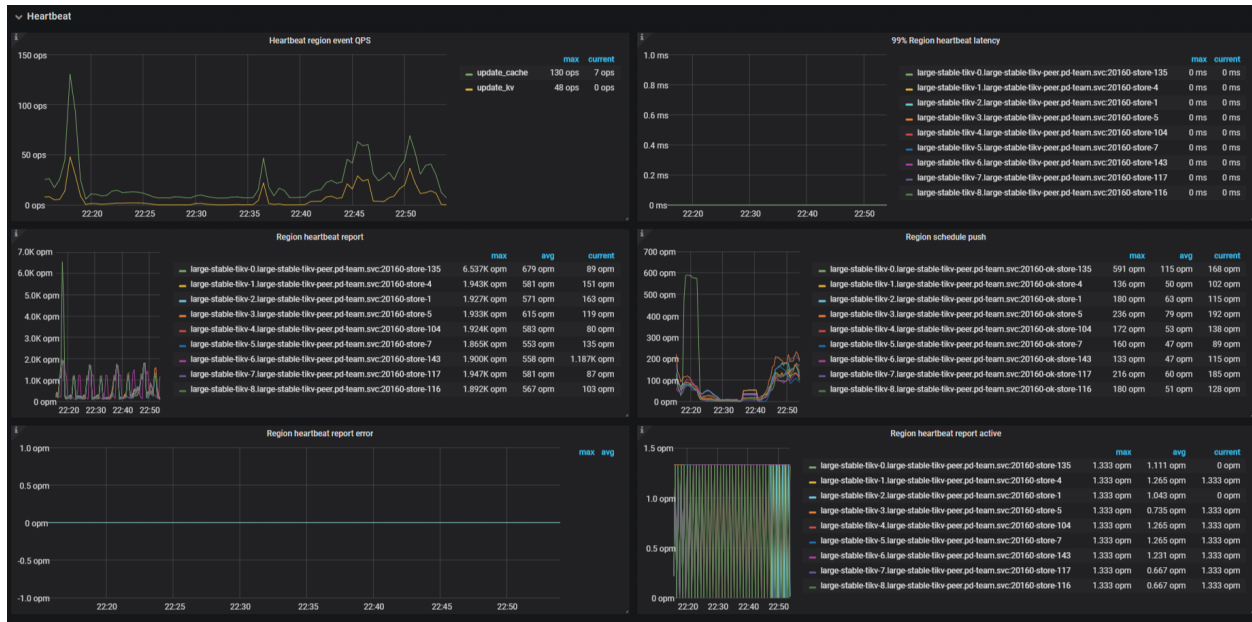 Heartbeat
Heartbeat region event QPS
150 ops
100 ops
50 ops
0 ops
22:20 22:25 22:30 22:35 22:40 22:45 22:50
max current
update_cache 130 ops 7 ops
update_kv 48 ops 0 ops
99% Region heartbeat latency
1.0 ms
0.8 ms
0.6 ms
0.4 ms
0.2 ms
0 ms
22:20 22:30 22:40 22:50
max current
large-stable-tikv-0.large-stable-tikv-peer.pd-team.svc:20160-store-135 0 ms 0 ms
large-stable-tikv-1.large-stable-tikv-peer.pd-team.svc:20160-store-4 0 ms 0 ms
large-stable-tikv-2.large-stable-tikv-peer.pd-team.svc:20160-store-1 0 ms 0 ms
large-stable-tikv-3.large-stable-tikv-peer.pd-team.svc:20160-store-5 0 ms 0 ms
large-stable-tikv-4.large-stable-tikv-peer.pd-team.svc:20160-store-104 0 ms 0 ms
large-stable-tikv-5.large-stable-tikv-peer.pd-team.svc:20160-store-7 0 ms 0 ms
large-stable-tikv-6.large-stable-tikv-peer.pd-team.svc:20160-store-143 0 ms 0 ms
large-stable-tikv-7.large-stable-tikv-peer.pd-team.svc:20160-store-117 0 ms 0 ms
large-stable-tikv-8.large-stable-tikv-peer.pd-team.svc:20160-store-116 0 ms 0 ms
Region heartbeat report
7.0K opm
6.0K opm
5.0K opm
4.0K opm
3.0K opm
2.0K opm
1.0K opm
0 opm
22:20 22:30 22:40 22:50
max avg current
large-stable-tikv-0.large-stable-tikv-peer.pd-team.svc:20160-store-135 6.537K opm 679 opm 89 opm
large-stable-tikv-1.large-stable-tikv-peer.pd-team.svc:20160-store-4 1.943K opm 581 opm 151 opm
large-stable-tikv-2.large-stable-tikv-peer.pd-team.svc:20160-store-1 1.927K opm 571 opm 163 opm
large-stable-tikv-3.large-stable-tikv-peer.pd-team.svc:20160-store-5 1.933K opm 615 opm 119 opm
large-stable-tikv-4.large-stable-tikv-peer.pd-team.svc:20160-store-104 1.924K opm 583 opm 80 opm
large-stable-tikv-5.large-stable-tikv-peer.pd-team.svc:20160-store-7 1.865K opm 553 opm 135 opm
large-stable-tikv-6.large-stable-tikv-peer.pd-team.svc:20160-store-143 1.900K opm 558 opm 1.187K opm
large-stable-tikv-7.large-stable-tikv-peer.pd-team.svc:20160-store-117 1.947K opm 581 opm 87 opm
large-stable-tikv-8.large-stable-tikv-peer.pd-team.svc:20160-store-116 1.892K opm 567 opm 103 opm
Region schedule push
700 opm
600 opm
500 opm
400 opm
300 opm
200 opm
100 opm
0 opm
22:20 22:30 22:40 22:50
max avg current
large-stable-tikv-0.large-stable-tikv-peer.pd-team.svc:20160-ok-store-135 591 opm 115 opm 168 opm
large-stable-tikv-1.large-stable-tikv-peer.pd-team.svc:20160-ok-store-4 136 opm 50 opm 102 opm
large-stable-tikv-2.large-stable-tikv-peer.pd-team.svc:20160-ok-store-1 180 opm 63 opm 115 opm
large-stable-tikv-3.large-stable-tikv-peer.pd-team.svc:20160-ok-store-5 236 opm 79 opm 192 opm
large-stable-tikv-4.large-stable-tikv-peer.pd-team.svc:20160-ok-store-104 172 opm 53 opm 138 opm
large-stable-tikv-5.large-stable-tikv-peer.pd-team.svc:20160-ok-store-7 160 opm 47 opm 89 opm
large-stable-tikv-6.large-stable-tikv-peer.pd-team.svc:20160-ok-store-143 133 opm 47 opm 115 opm
large-stable-tikv-7.large-stable-tikv-peer.pd-team.svc:20160-ok-store-117 216 opm 60 opm 185 opm
large-stable-tikv-8.large-stable-tikv-peer.pd-team.svc:20160-ok-store-116 180 opm 51 opm 128 opm
Region heartbeat report error
1.0 opm
0.5 opm
0 opm
-0.5 opm
-1.0 opm
22:20 22:25 22:30 22:35 22:40 22:45 22:50
max avg
Region heartbeat report active
1.5 opm
1.0 opm
0.5 opm
0 opm
22:20 22:30 22:40 22:50
max avg current
large-stable-tikv-0.large-stable-tikv-peer.pd-team.svc:20160-store-135 1.333 opm 1.111 opm 0 opm
large-stable-tikv-1.large-stable-tikv-peer.pd-team.svc:20160-store-4 1.333 opm 1.265 opm 1.333 opm
large-stable-tikv-2.large-stable-tikv-peer.pd-team.svc:20160-store-1 1.333 opm 1.043 opm 0 opm
large-stable-tikv-3.large-stable-tikv-peer.pd-team.svc:20160-store-5 1.333 opm 0.735 opm 1.333 opm
large-stable-tikv-4.large-stable-tikv-peer.pd-team.svc:20160-store-104 1.333 opm 1.265 opm 1.333 opm
large-stable-tikv-5.large-stable-tikv-peer.pd-team.svc:20160-store-7 1.333 opm 1.265 opm 1.333 opm
large-stable-tikv-6.large-stable-tikv-peer.pd-team.svc:20160-store-143 1.333 opm 1.231 opm 1.333 opm
large-stable-tikv-7.large-stable-tikv-peer.pd-team.svc:20160-store-117 1.333 opm 0.667 opm 1.333 opm
large-stable-tikv-8.large-stable-tikv-peer.pd-team.svc:20160-store-116 1.333 opm 0.667 opm 1.333 opm